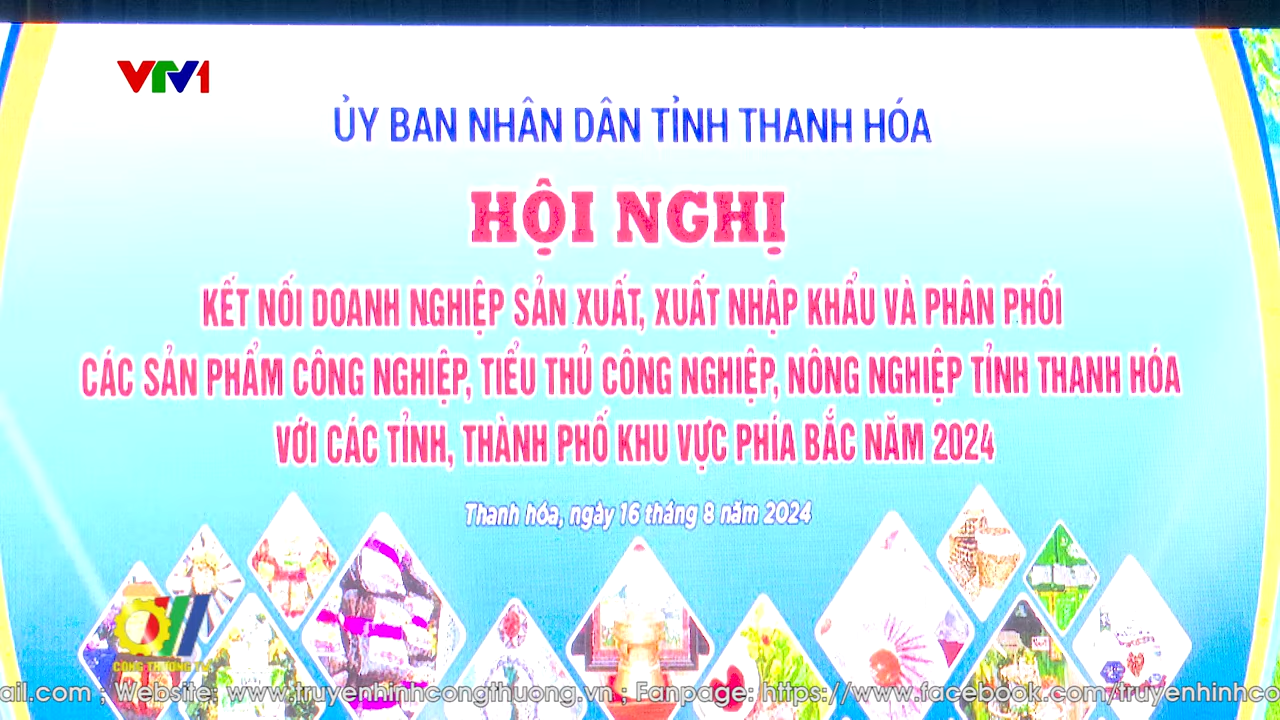 VTV1
ỦY BAN NHÂN DÂN TỈNH THANH HÓA
HỘI NGHỊ
KẾT NỐI DOANH NGHIỆP SẢN XUẤT, XUẤT NHẬP KHẨU VÀ PHÂN PHỐI
CÁC SẢN PHẨM CÔNG NGHIỆP, TIỂU THỦ CÔNG NGHIỆP, NÔNG NGHIỆP TỈNH THANH HÓA
VỚI CÁC TỈNH, THÀNH PHỐ KHU VỰC PHÍA BẮC NĂM 2024
Thanh hóa, ngày 16 tháng 8 năm 2024
CÔNG THƯƠNG TV
ail.com ; Website: www.truyenhinhcongthuong.vn ; Fanpage: https://www.facebook.com/truyenhinhco